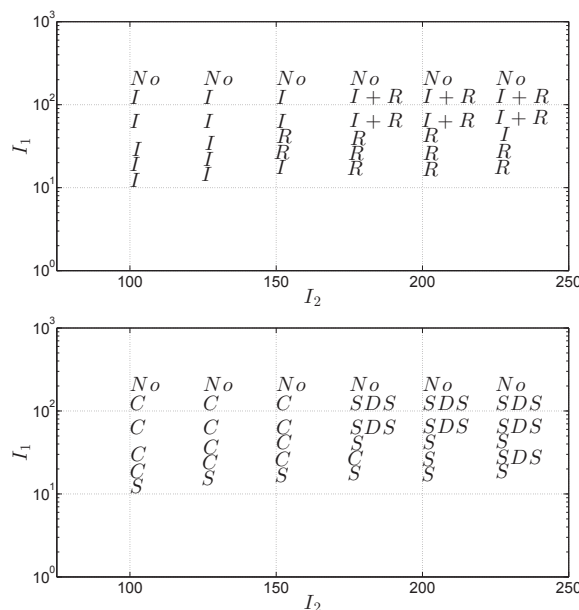 10^3
No No No No No No
10^2
I I I I + R I + R I + R
I I I I + R I + R I + R
I I R R R I
I I R R R R
I I I R R R
10^1
I
10^0
I_1
100 150 200 250
I_2
10^3
No No No No No No
10^2
C C C SDS SDS SDS
C C C SDS SDS SDS
C C C S S S
C C C C S SDS
S S S S S S
10^1
10^0
I_1
100 150 200 250
I_2